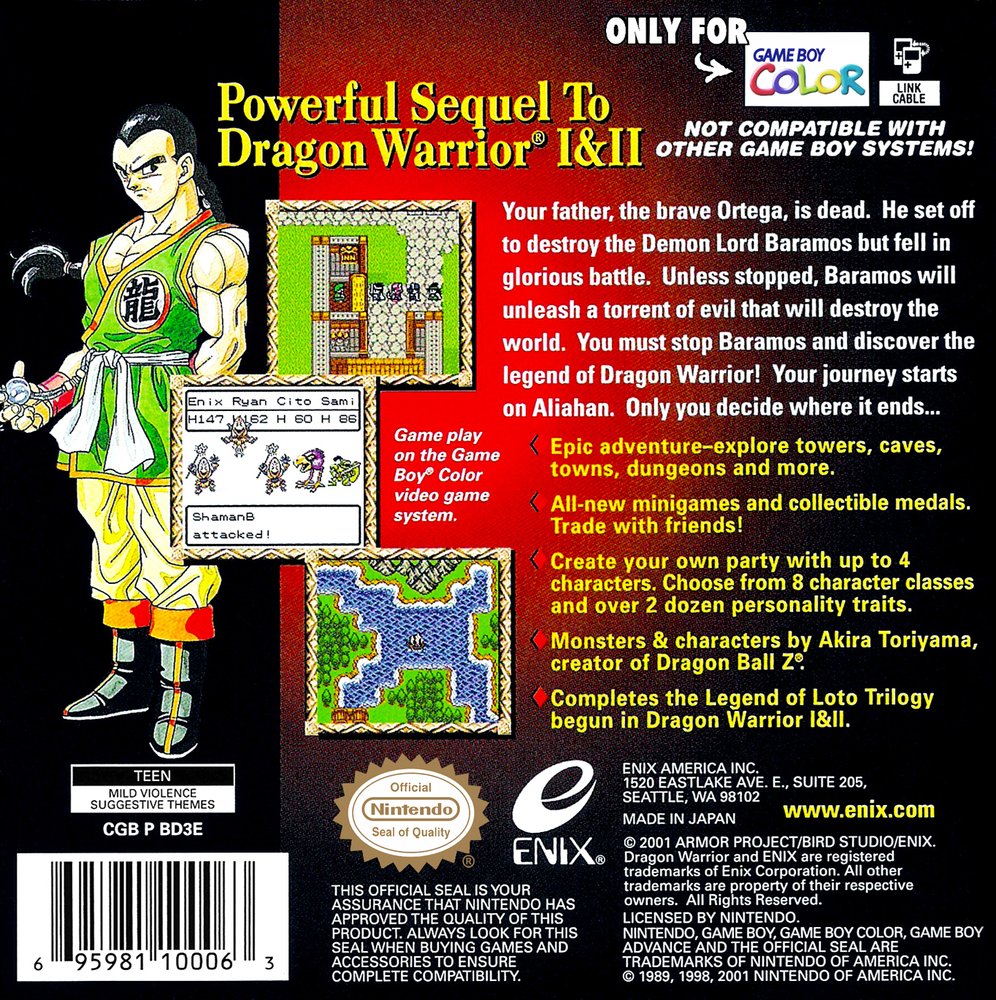 ONLY FOR
GAME BOY
COLOR
LINK
CABLE
Powerful Sequel To
Dragon Warrior® I&II
NOT COMPATIBLE WITH
OTHER GAME BOY SYSTEMS!
龍
Your father, the brave Ortega, is dead. He set off
to destroy the Demon Lord Baramos but fell in
glorious battle. Unless stopped, Baramos will
unleash a torrent of evil that will destroy the
world. You must stop Baramos and discover the
legend of Dragon Warrior! Your journey starts
on Aliahan. Only you decide where it ends...
INN
Enix Ryan Cito Sami
H147 H 62 H 60 H 86
ShamanB
attacked!
Game play
on the Game
Boy® Color
video game
system.
Epic adventure–explore towers, caves,
towns, dungeons and more.
All-new minigames and collectible medals.
Trade with friends!
Create your own party with up to 4
characters. Choose from 8 character classes
and over 2 dozen personality traits.
Monsters & characters by Akira Toriyama,
creator of Dragon Ball Z®.
Completes the Legend of Loto Trilogy
begun in Dragon Warrior I&II.
TEEN
MILD VIOLENCE
SUGGESTIVE THEMES
CGB P BD3E
6 95981 10006 3
Official
Nintendo
Seal of Quality
®
THIS OFFICIAL SEAL IS YOUR
ASSURANCE THAT NINTENDO HAS
APPROVED THE QUALITY OF THIS
PRODUCT. ALWAYS LOOK FOR THIS
SEAL WHEN BUYING GAMES AND
ACCESSORIES TO ENSURE
COMPLETE COMPATIBILITY.
e
ENIX®
ENIX AMERICA INC.
1520 EASTLAKE AVE. E., SUITE 205,
SEATTLE, WA 98102
MADE IN JAPAN
www.enix.com
© 2001 ARMOR PROJECT/BIRD STUDIO/ENIX.
Dragon Warrior and ENIX are registered
trademarks of Enix Corporation. All other
trademarks are property of their respective
owners. All Rights Reserved.
LICENSED BY NINTENDO.
NINTENDO, GAME BOY, GAME BOY COLOR, GAME BOY
ADVANCE AND THE OFFICIAL SEAL ARE
TRADEMARKS OF NINTENDO OF AMERICA INC.
© 1989, 1998, 2001 NINTENDO OF AMERICA INC.